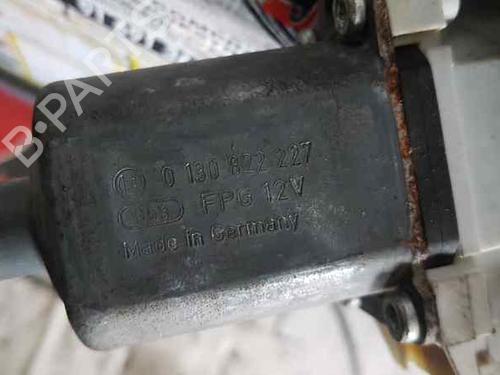 0 130 822 227
FPG 12V
Made in Germany
B-PARTS